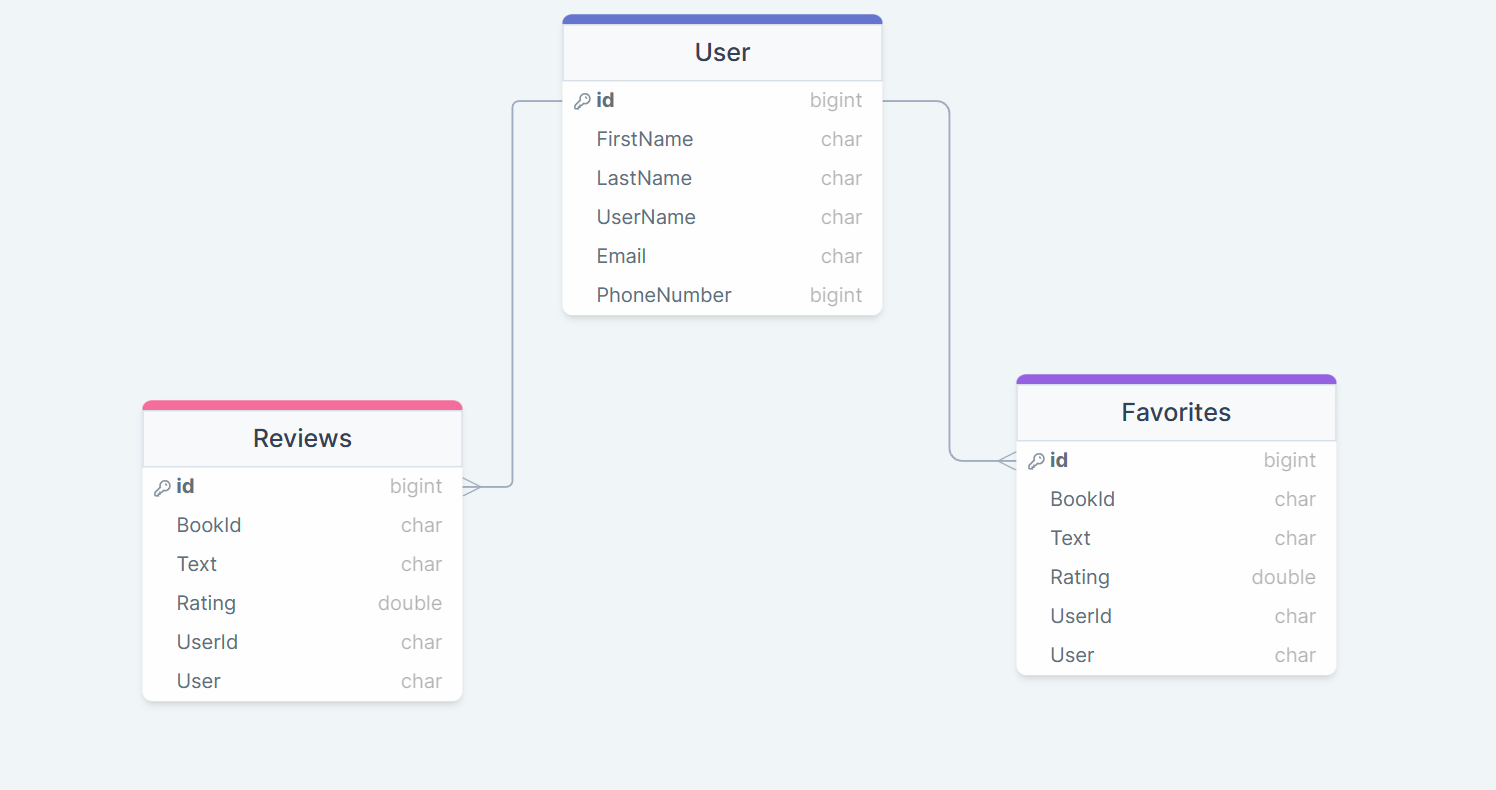 User
id bigint
FirstName char
LastName char
UserName char
Email char
PhoneNumber bigint
Reviews
id bigint
BookId char
Text char
Rating double
UserId char
User char
Favorites
id bigint
BookId char
Text char
Rating double
UserId char
User char